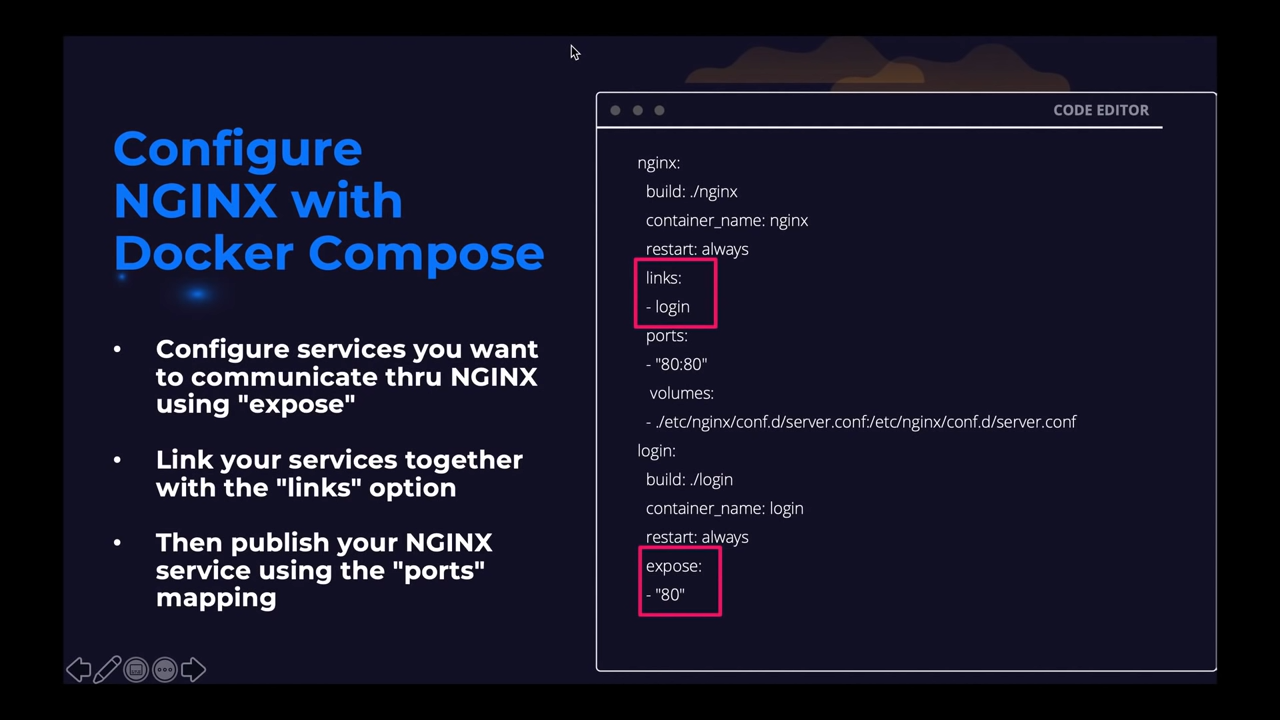 Configure
NGINX with
Docker Compose
• Configure services you want
to communicate thru NGINX
using "expose"
• Link your services together
with the "links" option
• Then publish your NGINX
service using the "ports"
mapping
CODE EDITOR
nginx:
build: ./nginx
container_name: nginx
restart: always
links:
- login
ports:
- "80:80"
volumes:
- ./etc/nginx/conf.d/server.conf:/etc/nginx/conf.d/server.conf
login:
build: ./login
container_name: login
restart: always
expose:
- "80"